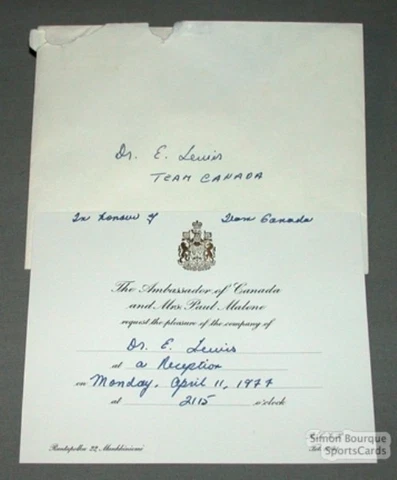 Dr. E. Lewis
TEAM CANADA
In honour of Team Canada
The Ambassador of Canada
and Mrs. Paul Malone
request the pleasure of the company of
Dr. E. Lewis
at a Reception
on Monday, April 11, 1977
at 2115 o'clock
22,
Simon Bourque
SportsCards